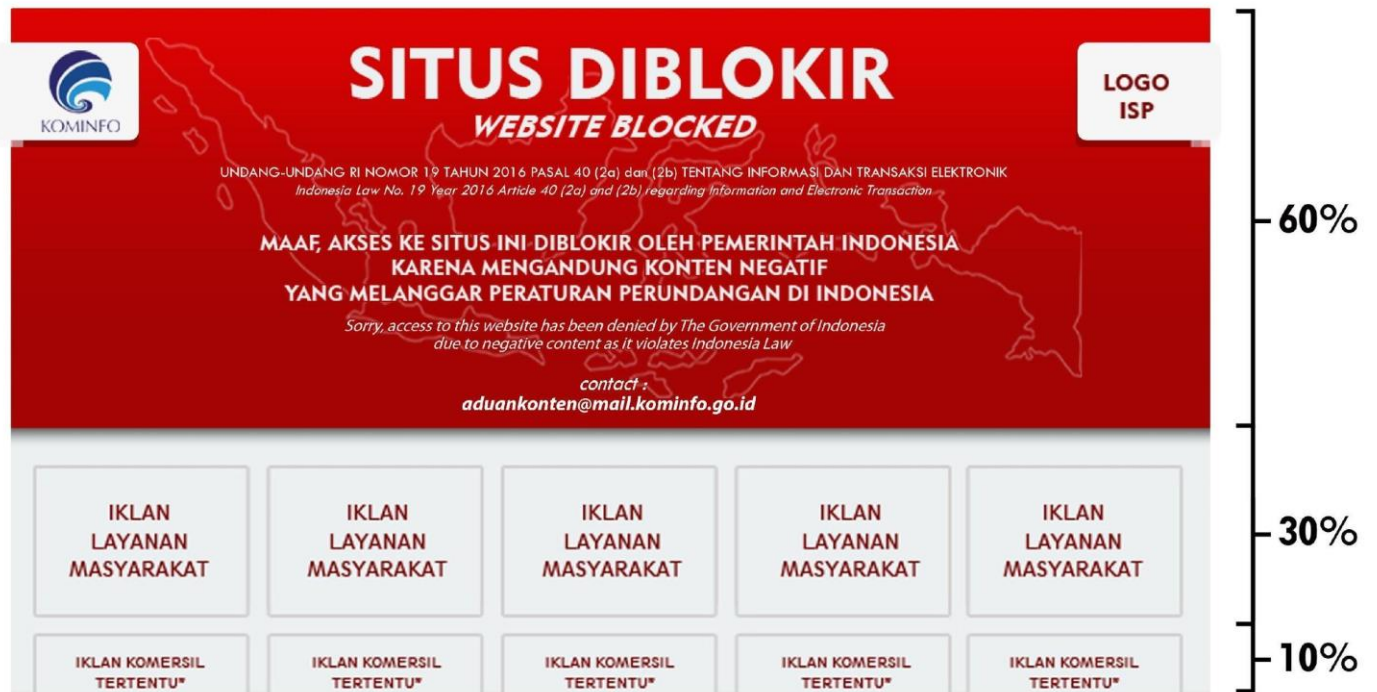 SITUS DIBLOKIR
WEBSITE BLOCKED
KOMINFO
LOGO
ISP
UNDANG-UNDANG RI NOMOR 19 TAHUN 2016 PASAL 40 (2a) dan (2b) TENTANG INFORMASI DAN TRANSAKSI ELEKTRONIK
Indonesia Law No. 19 Year 2016 Article 40 (2a) and (2b) regarding Information and Electronic Transaction
MAAF, AKSES KE SITUS INI DIBLOKIR OLEH PEMERINTAH INDONESIA
KARENA MENGANDUNG KONTEN NEGATIF
YANG MELANGGAR PERATURAN PERUNDANGAN DI INDONESIA
Sorry, access to this website has been denied by The Government of Indonesia
due to negative content as it violates Indonesia Law
contact :
aduankonten@mail.kominfo.go.id
60%
IKLAN
LAYANAN
MASYARAKAT
IKLAN
LAYANAN
MASYARAKAT
IKLAN
LAYANAN
MASYARAKAT
IKLAN
LAYANAN
MASYARAKAT
IKLAN
LAYANAN
MASYARAKAT
30%
IKLAN KOMERSIL
TERTENTU*
IKLAN KOMERSIL
TERTENTU*
IKLAN KOMERSIL
TERTENTU*
IKLAN KOMERSIL
TERTENTU*
IKLAN KOMERSIL
TERTENTU*
10%